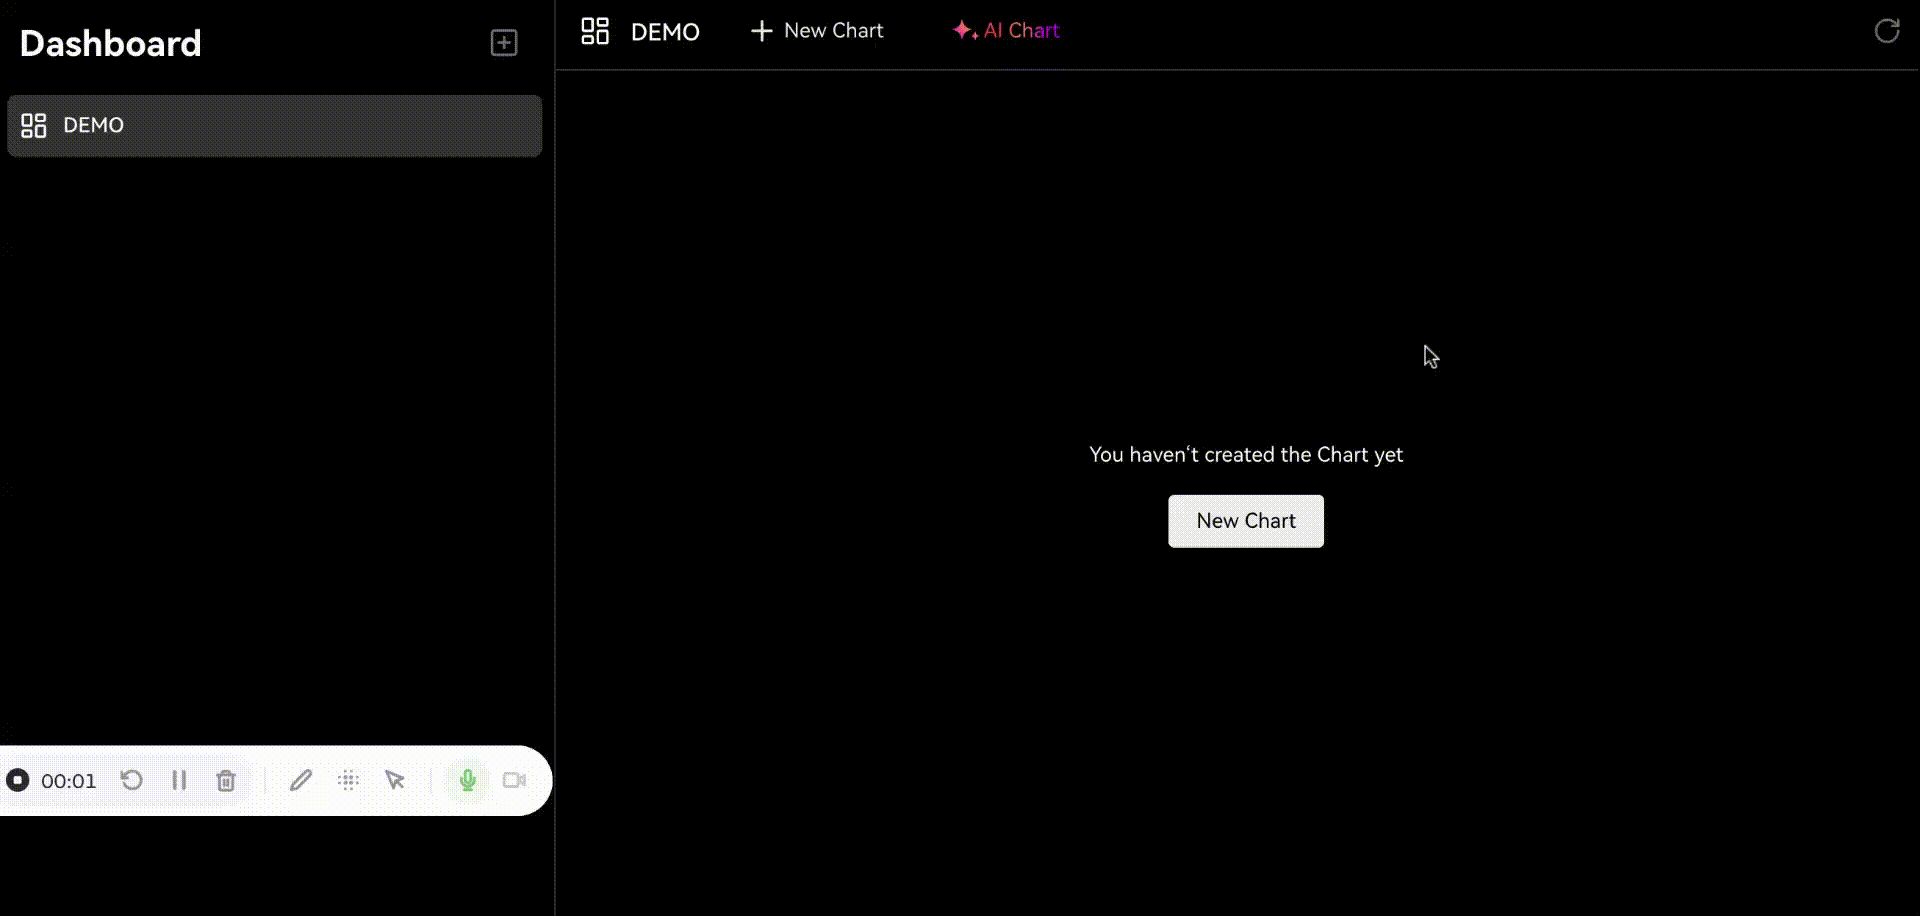 Dashboard
DEMO
DEMO
New Chart
AI Chart
You haven‘t created the Chart yet
New Chart
00:01